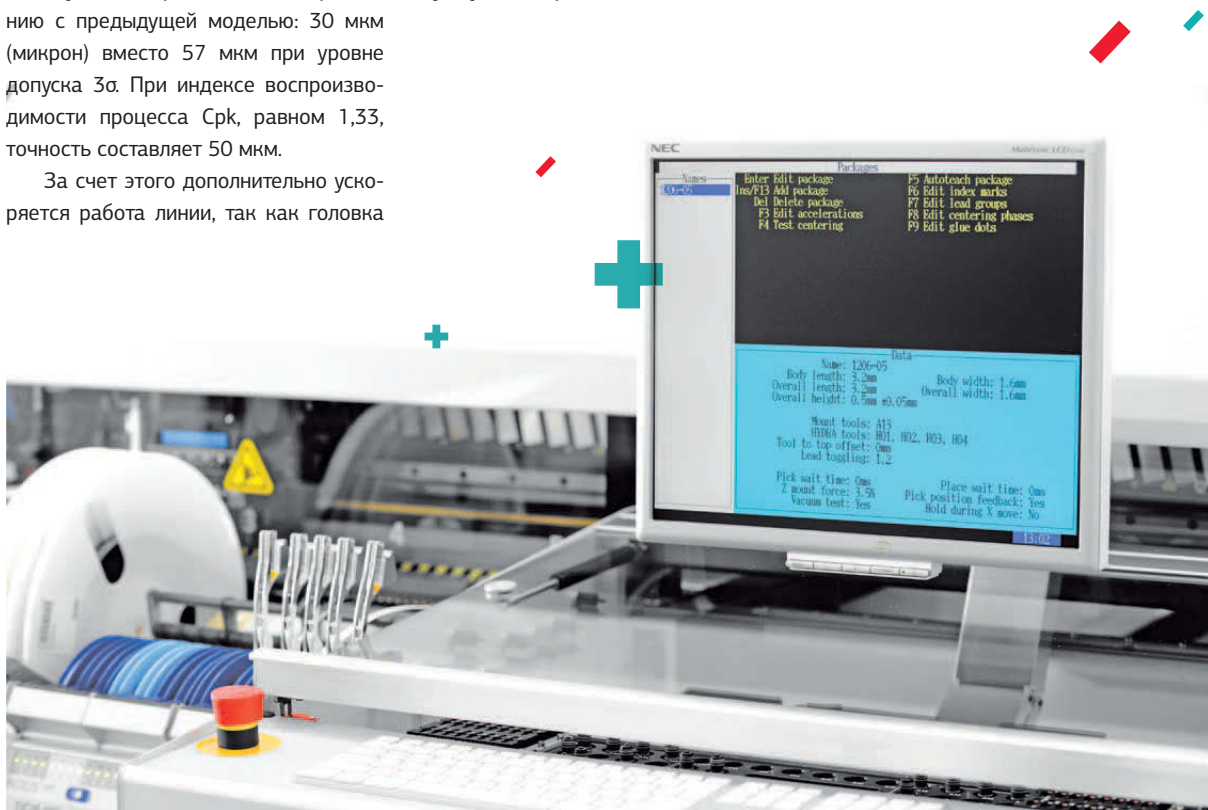 нию с предыдущей моделью: 30 мкм
(микрон) вместо 57 мкм при уровне
допуска 3σ. При индексе воспроизво-
димости процесса Cpk, равном 1,33,
точность составляет 50 мкм.
За счет этого дополнительно уско-
ряется работа линии, так как головка
NEC
MultiSync LCD
Names
Packages
Enter Edit package
Ins/F13 Add package
Del Delete package
F3 Edit accelerations
F4 Test centering
F5 Autoteach package
F6 Edit index marks
F7 Edit lead groups
F8 Edit centering phases
F9 Edit glue dots
Data
Name: 1206-05
Body length: 3.2mm Body width: 1.6mm
Overall length: 3.2mm Overall width: 1.6mm
Overall height: 0.5mm ±0.05mm
Mount tools: A13
HYDRA tools: H01, H02, H03, H04
Tool to top offset: 0mm
Lead toggling: 1.2
Pick wait time: 0ms Place wait time: 0ms
Z mount force: 3.5N Pick position feedback: Yes
Vacuum test: Yes Hold during X move: No
13:02